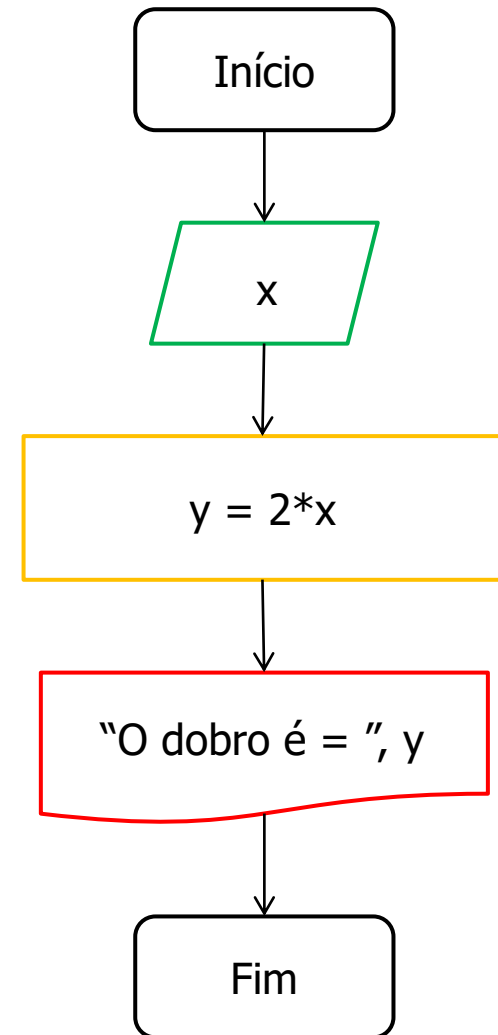 Início
x
y = 2*x
“O dobro é = ”, y
Fim